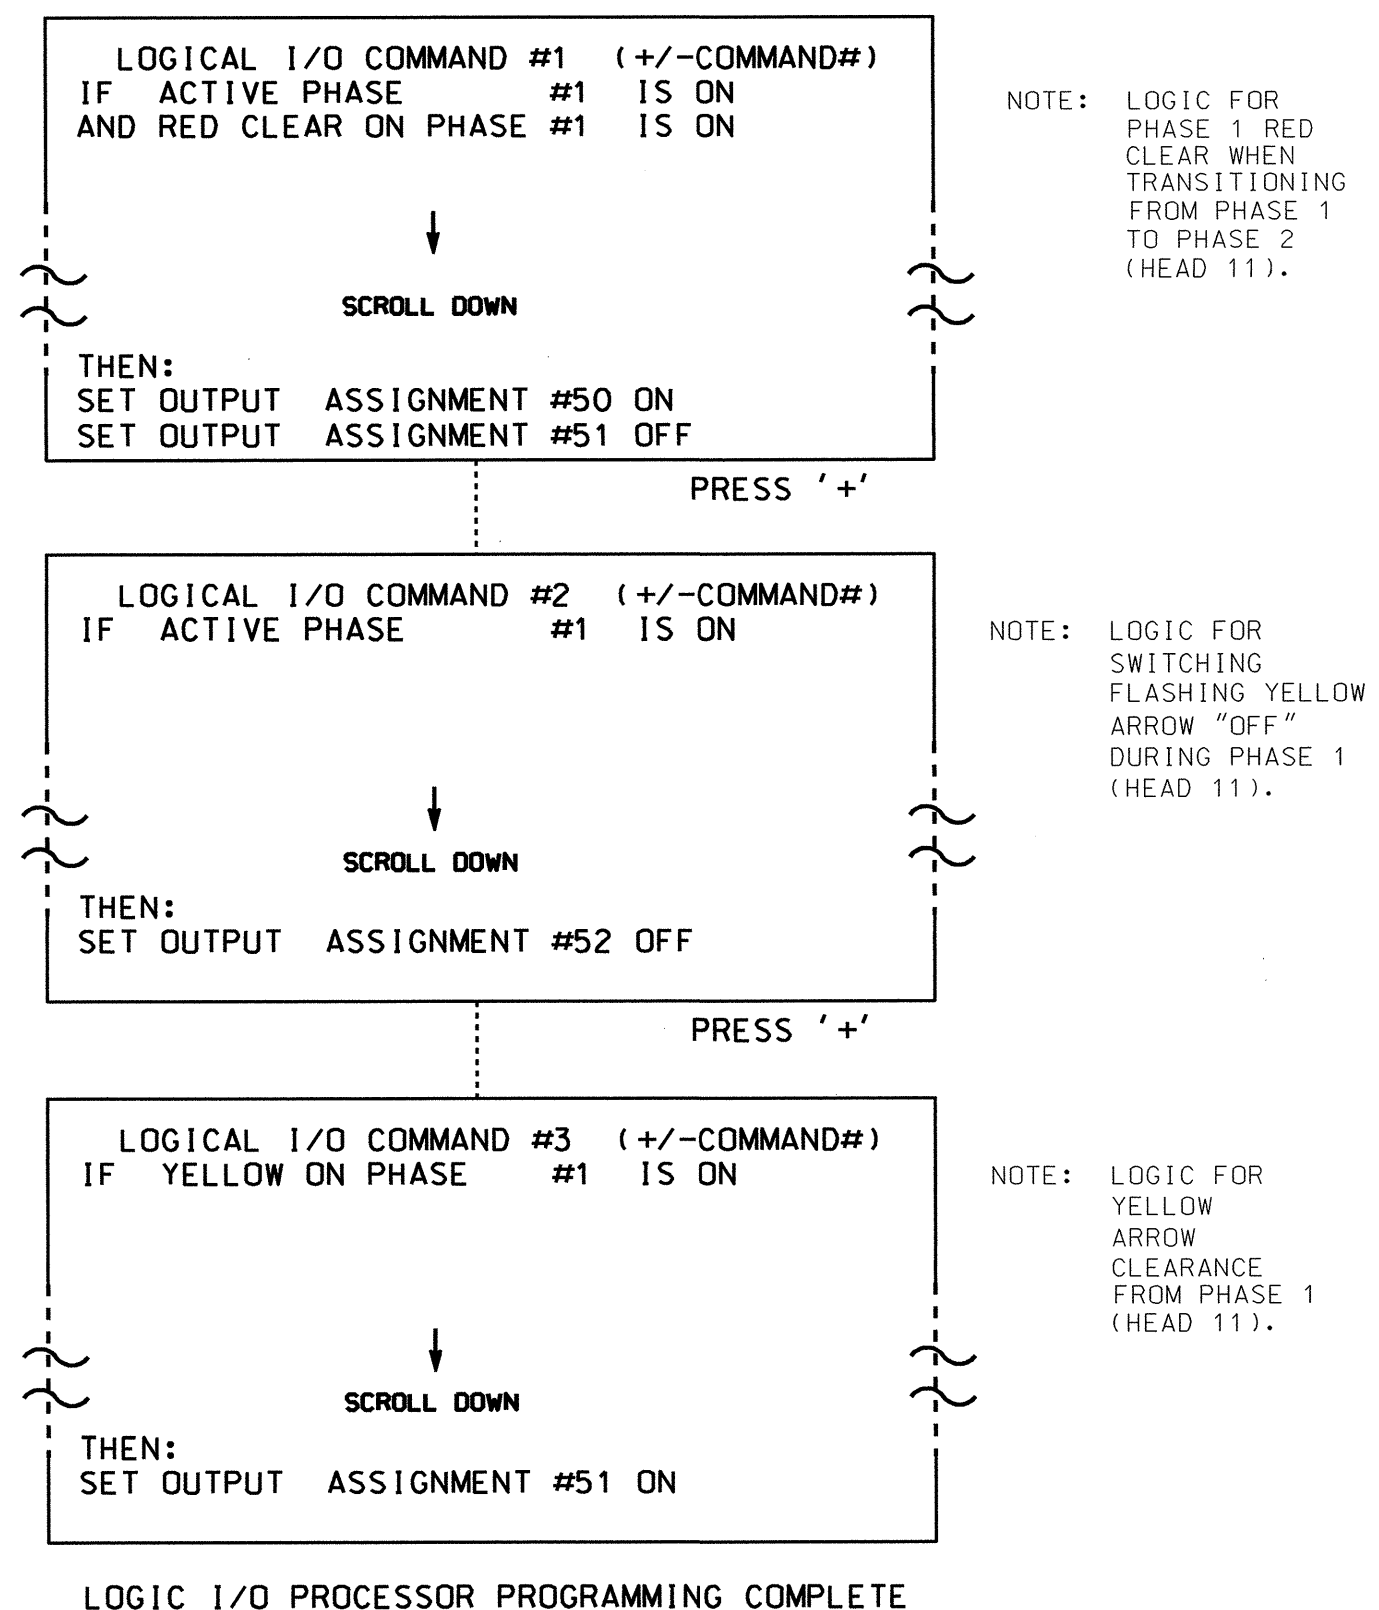 LOGICAL I/O COMMAND #1 (+/-COMMAND#)
IF ACTIVE PHASE #1 IS ON
AND RED CLEAR ON PHASE #1 IS ON
SCROLL DOWN
THEN:
SET OUTPUT ASSIGNMENT #50 ON
SET OUTPUT ASSIGNMENT #51 OFF
NOTE: LOGIC FOR
PHASE 1 RED
CLEAR WHEN
TRANSITIONING
FROM PHASE 1
TO PHASE 2
(HEAD 11).
PRESS '+'
LOGICAL I/O COMMAND #2 (+/-COMMAND#)
IF ACTIVE PHASE #1 IS ON
SCROLL DOWN
THEN:
SET OUTPUT ASSIGNMENT #52 OFF
NOTE: LOGIC FOR
SWITCHING
FLASHING YELLOW
ARROW "OFF"
DURING PHASE 1
(HEAD 11).
PRESS '+'
LOGICAL I/O COMMAND #3 (+/-COMMAND#)
IF YELLOW ON PHASE #1 IS ON
SCROLL DOWN
THEN:
SET OUTPUT ASSIGNMENT #51 ON
NOTE: LOGIC FOR
YELLOW
ARROW
CLEARANCE
FROM PHASE 1
(HEAD 11).
LOGIC I/O PROCESSOR PROGRAMMING COMPLETE